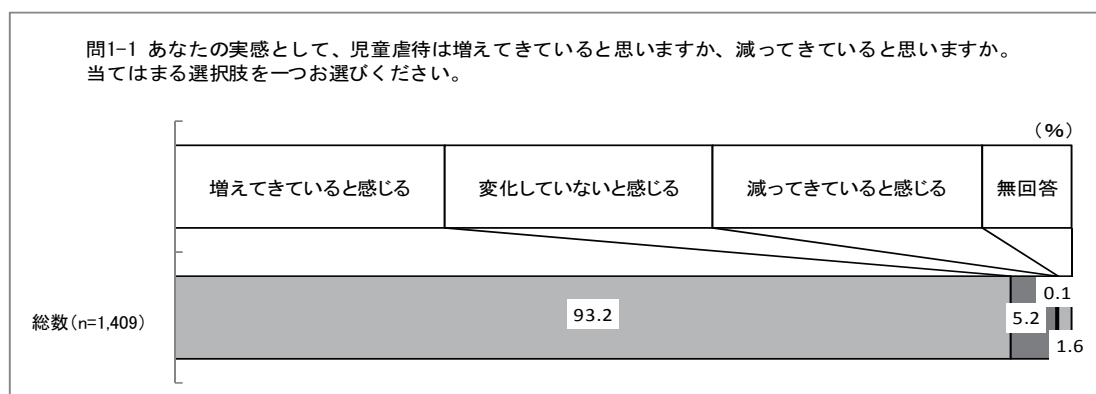 問1-1 あなたの実感として、児童虐待は増えてきていると思いますか、減ってきていると思いますか。
当てはまる選択肢を一つお選びください。
(%)
増えてきていると感じる 変化していないと感じる 減ってきていると感じる 無回答
0.1
総数(n=1,409) 93.2 5.2
1.6